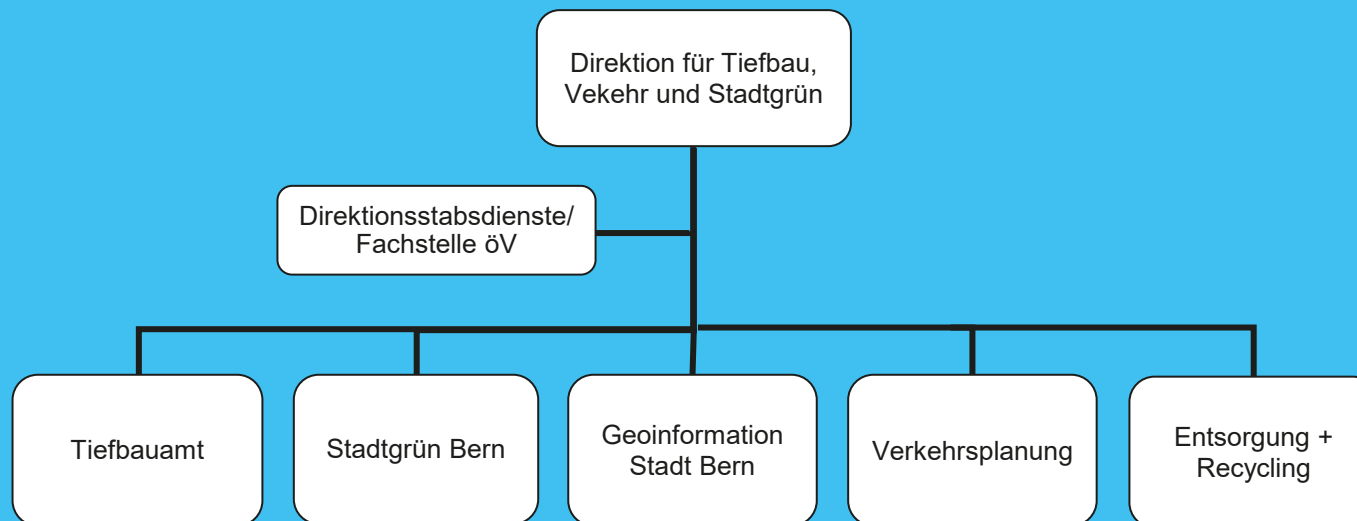 Direktion für Tiefbau,
Vekehr und Stadtgrün
Direktionsstabsdienste/
Fachstelle öV
Tiefbauamt
Stadtgrün Bern
Geoinformation
Stadt Bern
Verkehrsplanung
Entsorgung +
Recycling